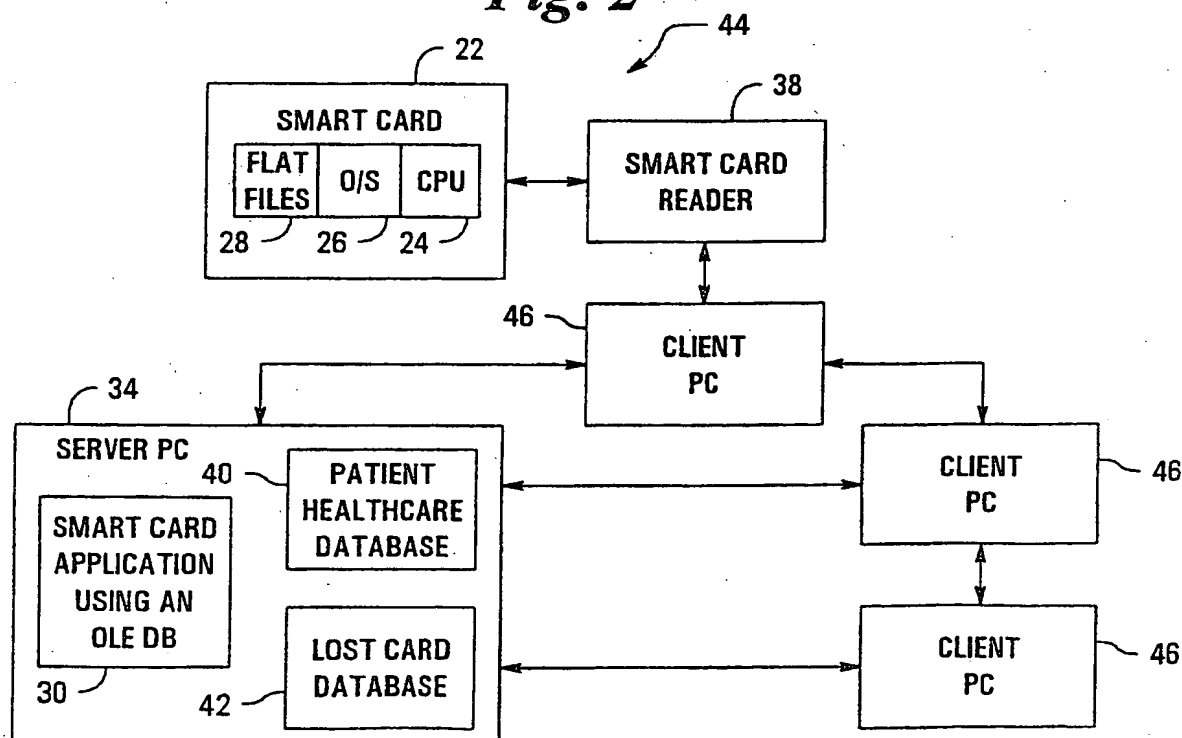 Fig. 2
44
22
38
SMART CARD
FLAT
FILES
O/S
CPU
28
26
24
SMART CARD
READER
46
CLIENT
PC
34
SERVER PC
40
PATIENT
HEALTHCARE
DATABASE
SMART CARD
APPLICATION
USING AN
OLE DB
30
42
LOST CARD
DATABASE
CLIENT
PC
46
CLIENT
PC
46